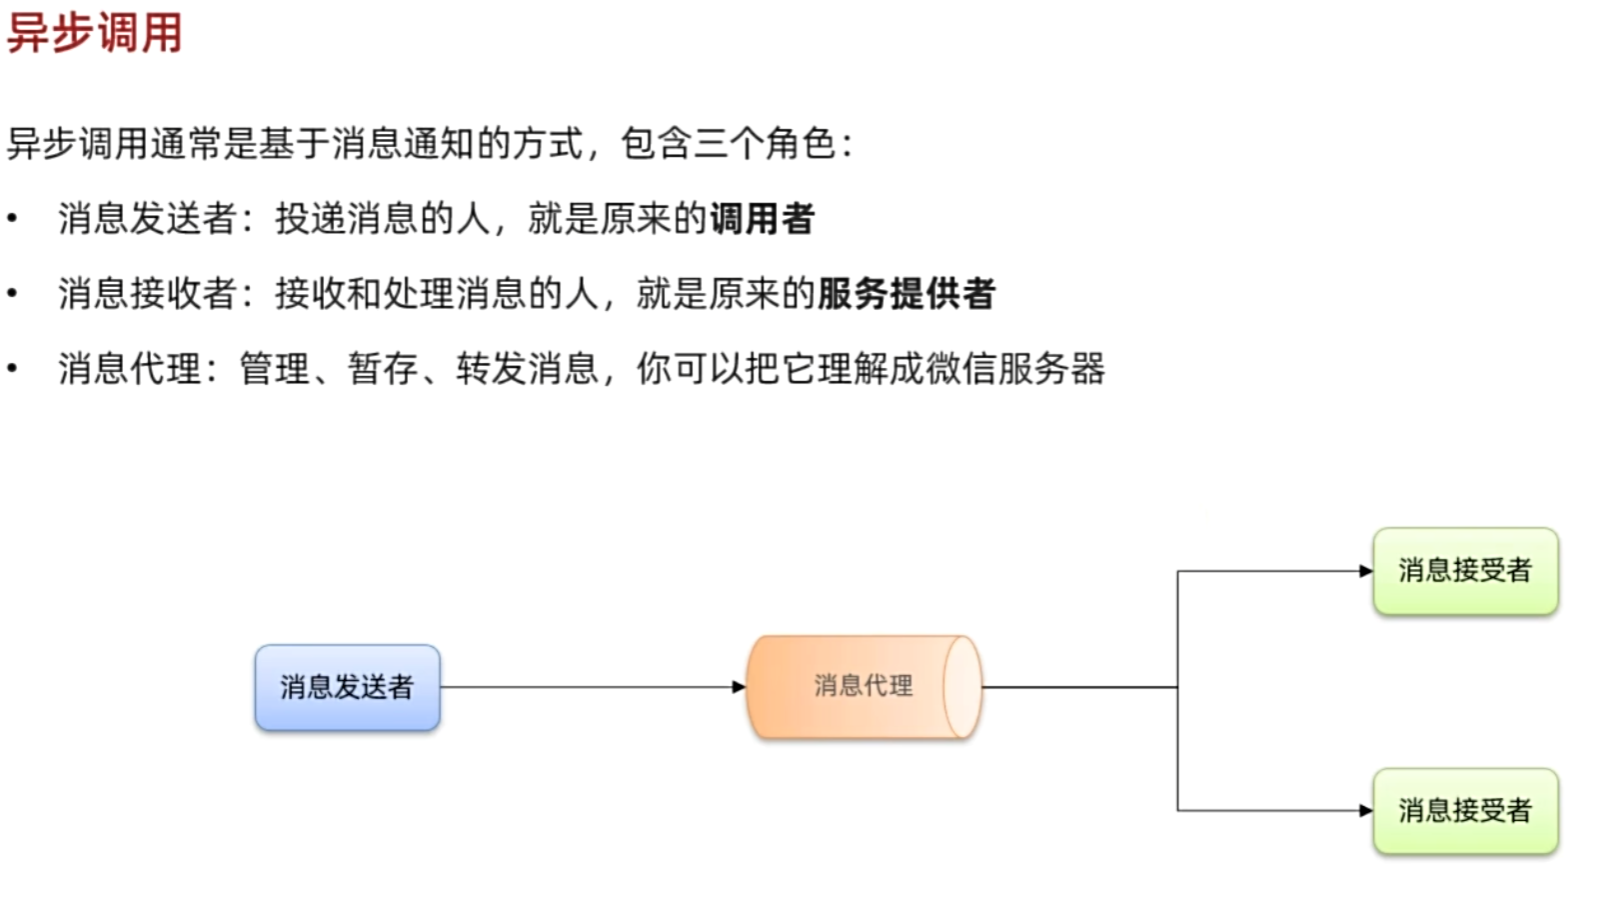 异步调用
异步调用通常是基于消息通知的方式，包含三个角色：
• 消息发送者：投递消息的人，就是原来的调用者
• 消息接收者：接收和处理消息的人，就是原来的服务提供者
• 消息代理：管理、暂存、转发消息，你可以把它理解成微信服务器
消息接受者
消息发送者
消息代理
消息接受者